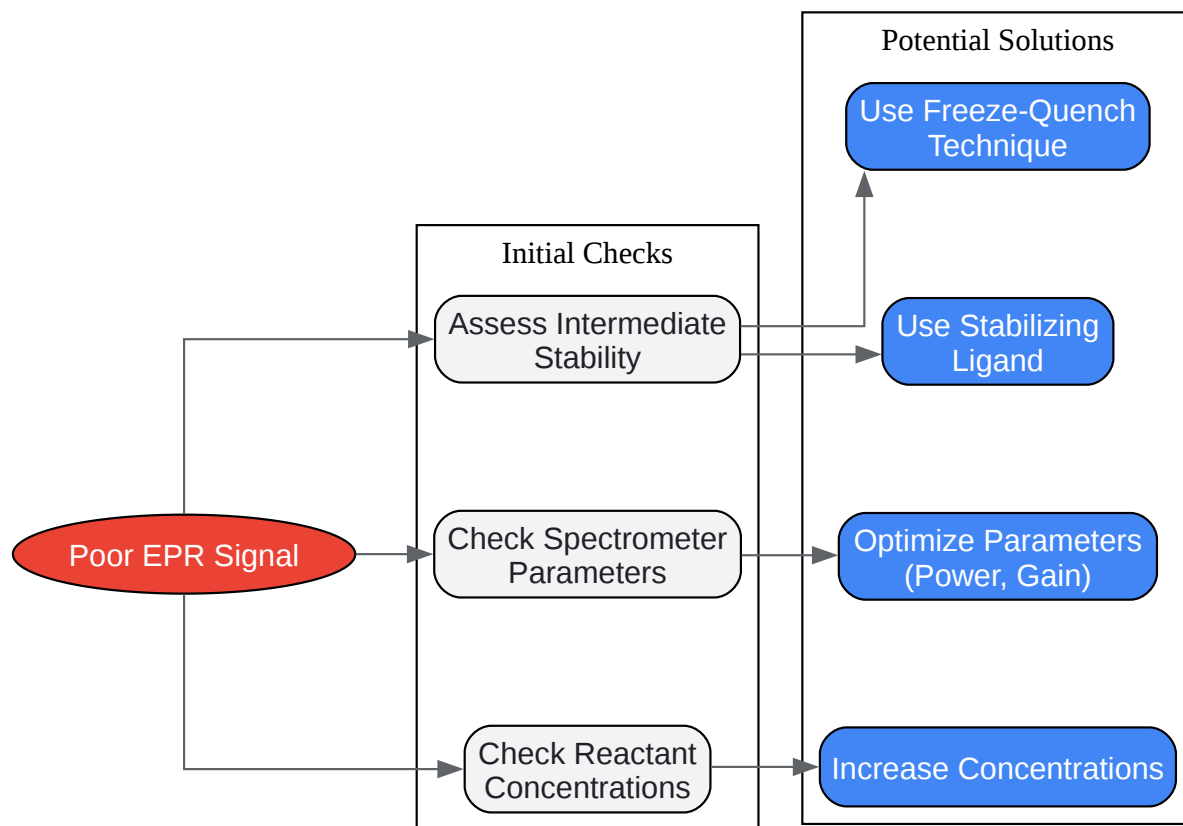 Poor EPR Signal
Initial Checks
Assess Intermediate
Stability
Check Spectrometer
Parameters
Check Reactant
Concentrations
Potential Solutions
Use Freeze-Quench
Technique
Use Stabilizing
Ligand
Optimize Parameters
(Power, Gain)
Increase Concentrations